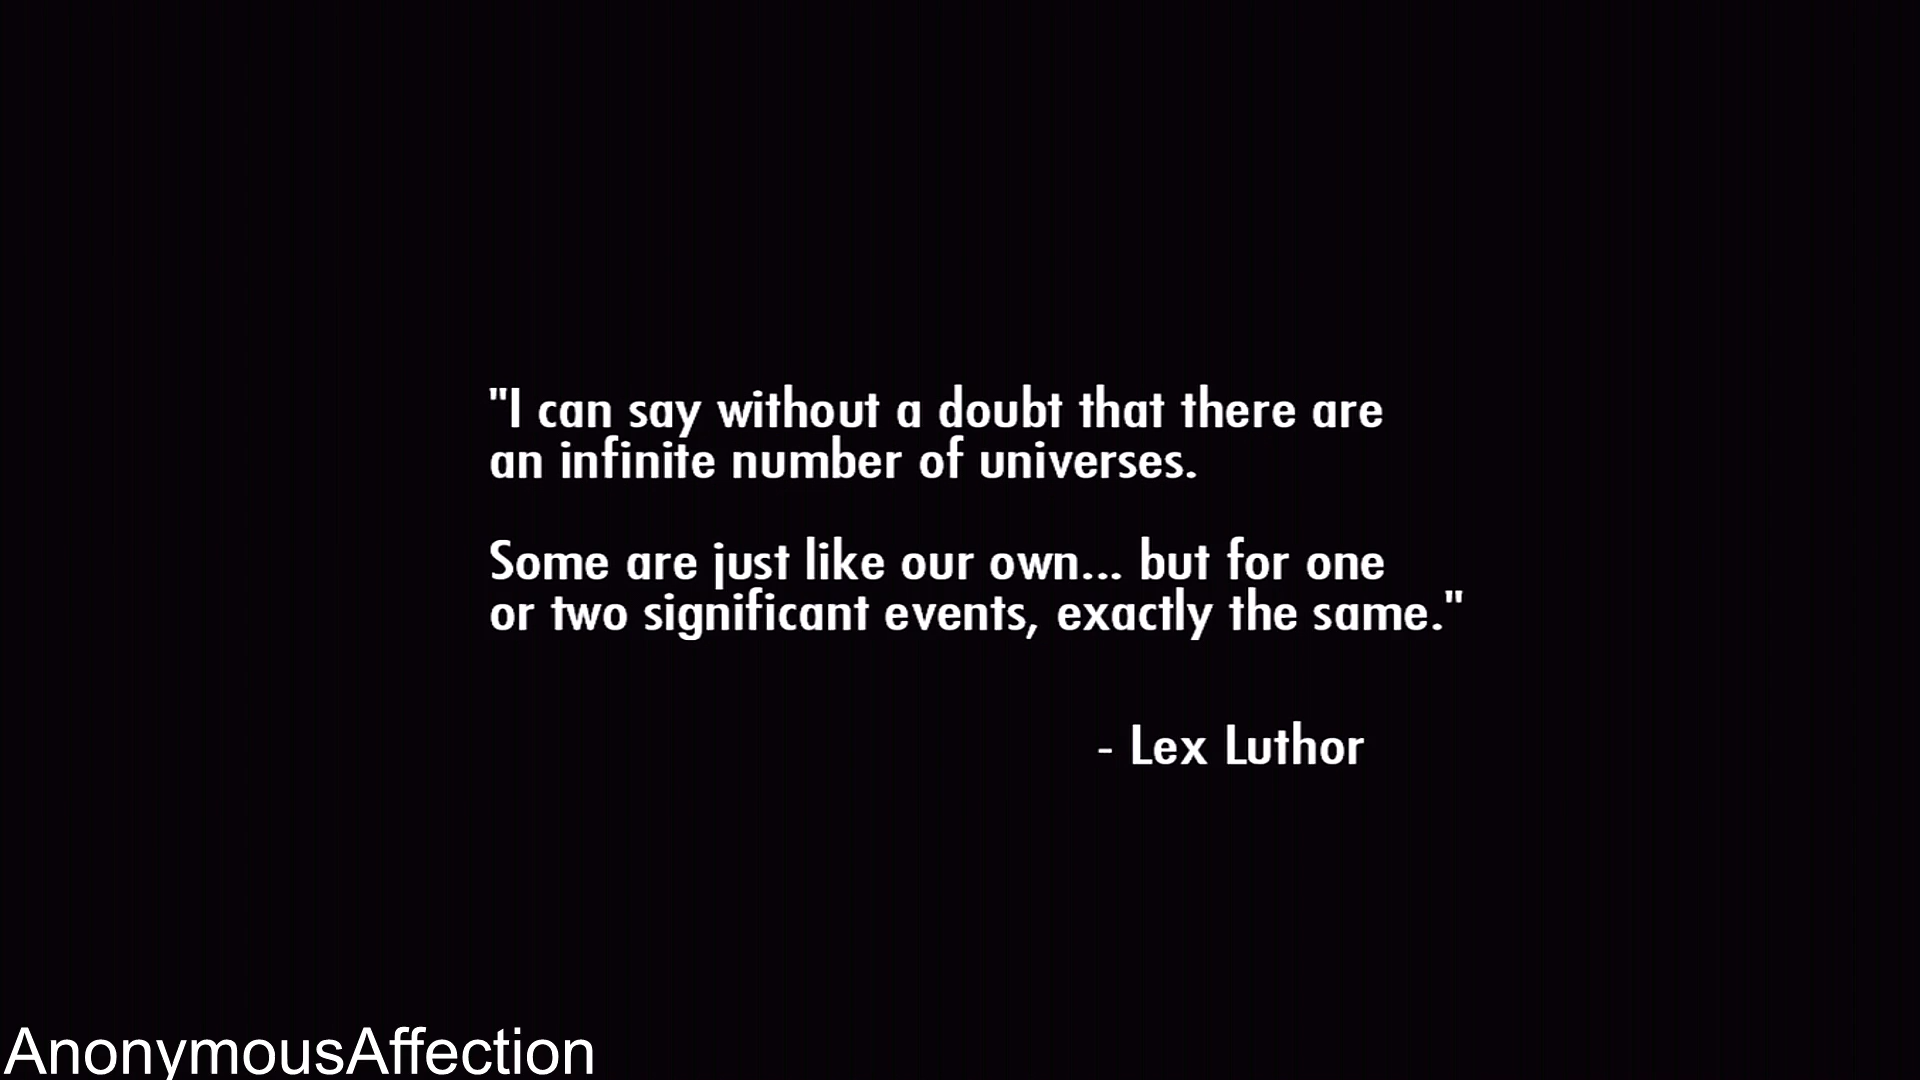 "I can say without a doubt that there are
an infinite number of universes.
Some are just like our own... but for one
or two significant events, exactly the same."
- Lex Luthor
AnonymousAffection